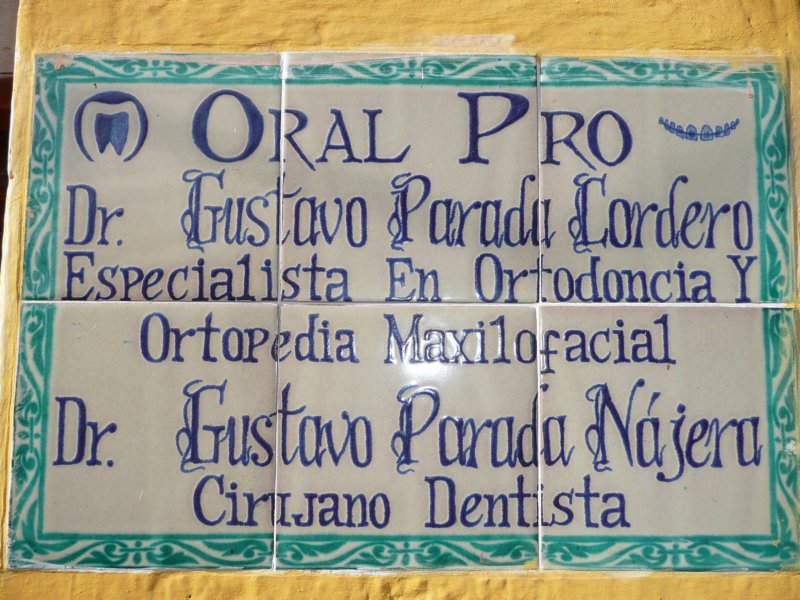 Oral Pro
Dr. Gustavo Parada Cordero
Especialista En Ortodoncia Y
Ortopedia Maxilofacial
Dr. Gustavo Parada Nájera
Cirujano Dentista